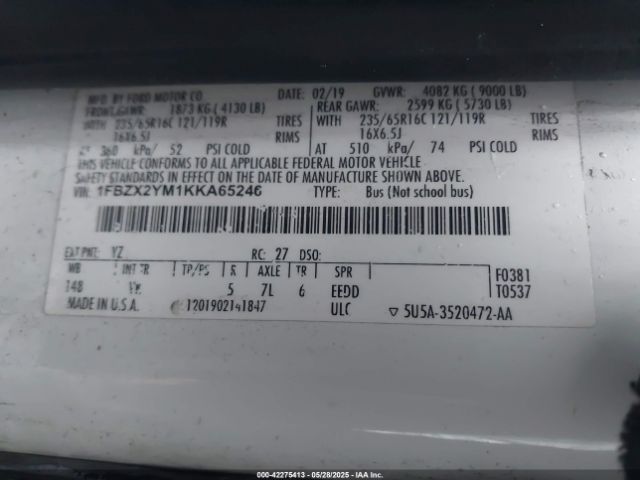 MFD. BY FORD MOTOR CO. DATE: 02/19 GVWR: 4082 KG ( 9000 LB)
FRONT GAWR: 1873 KG ( 4130 LB) REAR GAWR: 2599 KG ( 5730 LB)
WITH 235/65R16C 121/119R TIRES WITH 235/65R16C 121/119R TIRES
16X6.5J RIMS 16X6.5J RIMS
AT 360 kPa/ 52 PSI COLD AT 510 kPa/ 74 PSI COLD
THIS VEHICLE CONFORMS TO ALL APPLICABLE FEDERAL MOTOR VEHICLE
SAFETY STANDARDS IN EFFECT ON THE DATE OF MANUFACTURE SHOWN ABOVE.
VIN: 1FBZX2YM1KKA65246 TYPE: Bus (Not school bus)
EXT PNT: YZ RC: 27 DSO:
WB INT TR TP/PS R AXLE TR SPR F0381
148 5 7L 6 EEDD T0537
MADE IN U.S.A. 1201902141847 ULC 5U5A-3520472-AA
© 42275413 - 05/28/2025 - IAAI.COM